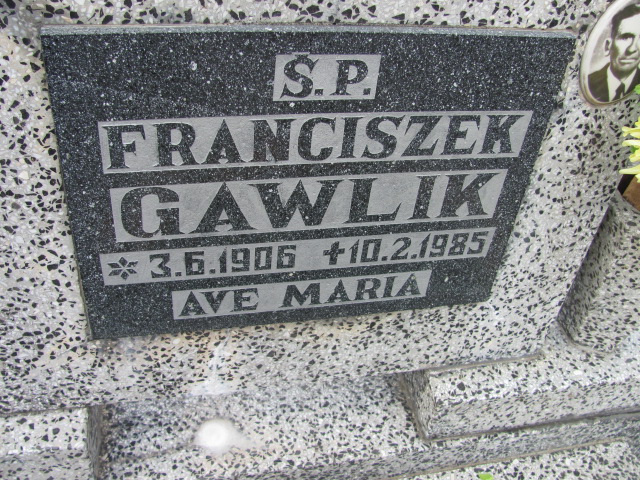 Ś.P.
FRANCISZEK
GAWLIK
* 3.6.1906 +10.2.1985
AVE MARIA